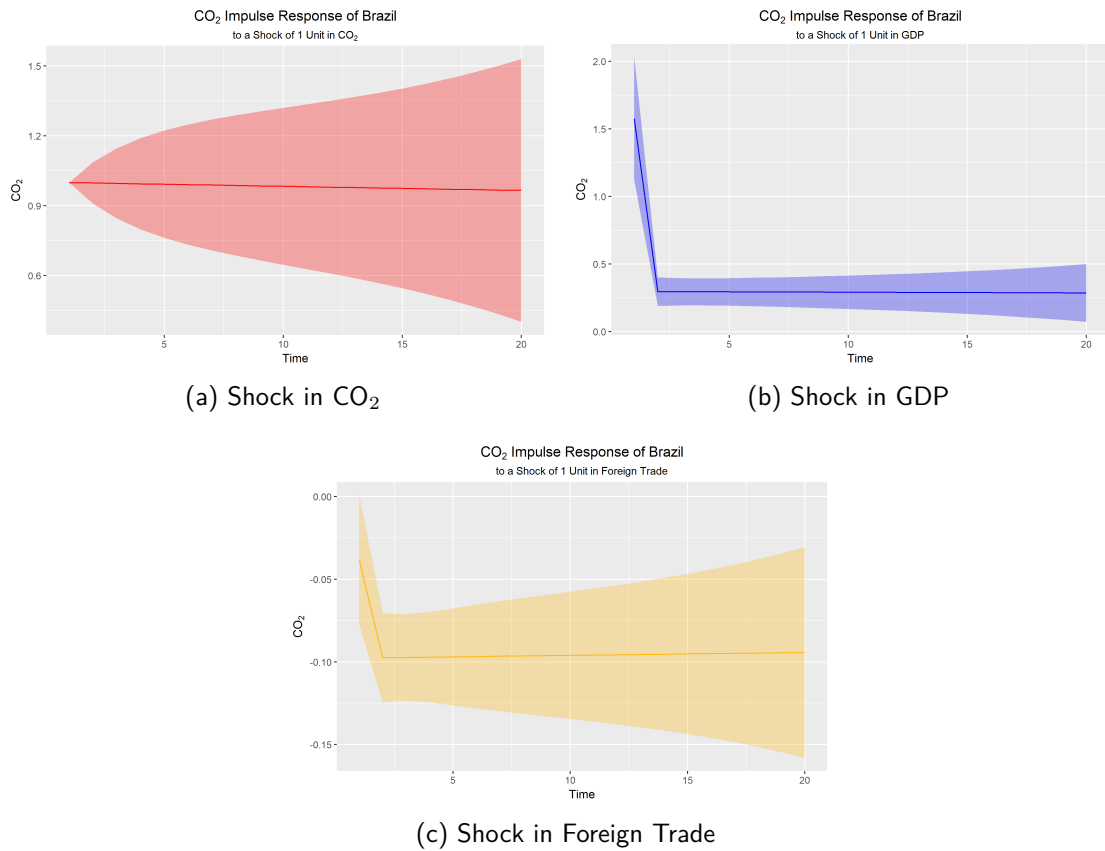 CO₂ Impulse Response of Brazil
to a Shock of 1 Unit in CO₂
CO₂
1.5
1.2
0.9
0.6
5
10
15
20
Time
(a) Shock in CO₂
CO₂ Impulse Response of Brazil
to a Shock of 1 Unit in GDP
CO₂
2.0
1.5
1.0
0.5
0.0
5
10
15
20
Time
(b) Shock in GDP
CO₂ Impulse Response of Brazil
to a Shock of 1 Unit in Foreign Trade
CO₂
0.00
-0.05
-0.10
-0.15
5
10
15
20
Time
(c) Shock in Foreign Trade